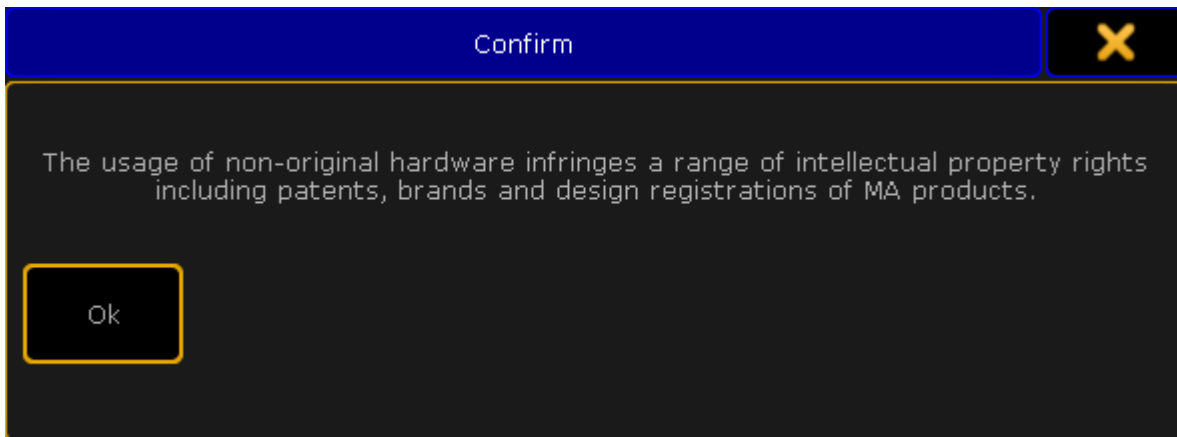 Confirm
The usage of non-original hardware infringes a range of intellectual property rights
including patents, brands and design registrations of MA products.
Ok